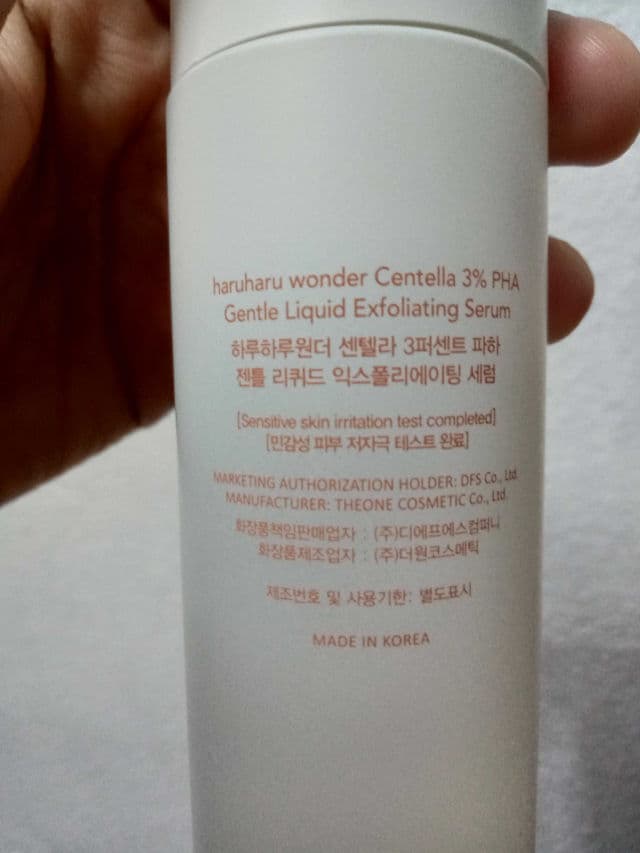 haruharu wonder Centella 3% PHA
Gentle Liquid Exfoliating Serum
하루하루원더 센텔라 3퍼센트 파하
젠틀 리퀴드 익스폴리에이팅 세럼
[Sensitive skin irritation test completed]
[민감성 피부 저자극 테스트 완료]
MARKETING AUTHORIZATION HOLDER: DFS Co., Ltd.
MANUFACTURER: THEONE COSMETIC Co., Ltd.
화장품책임판매업자 : (주)디에프에스컴퍼니
화장품제조업자 : (주)더원코스메틱
제조번호 및 사용기한: 별도표시
MADE IN KOREA